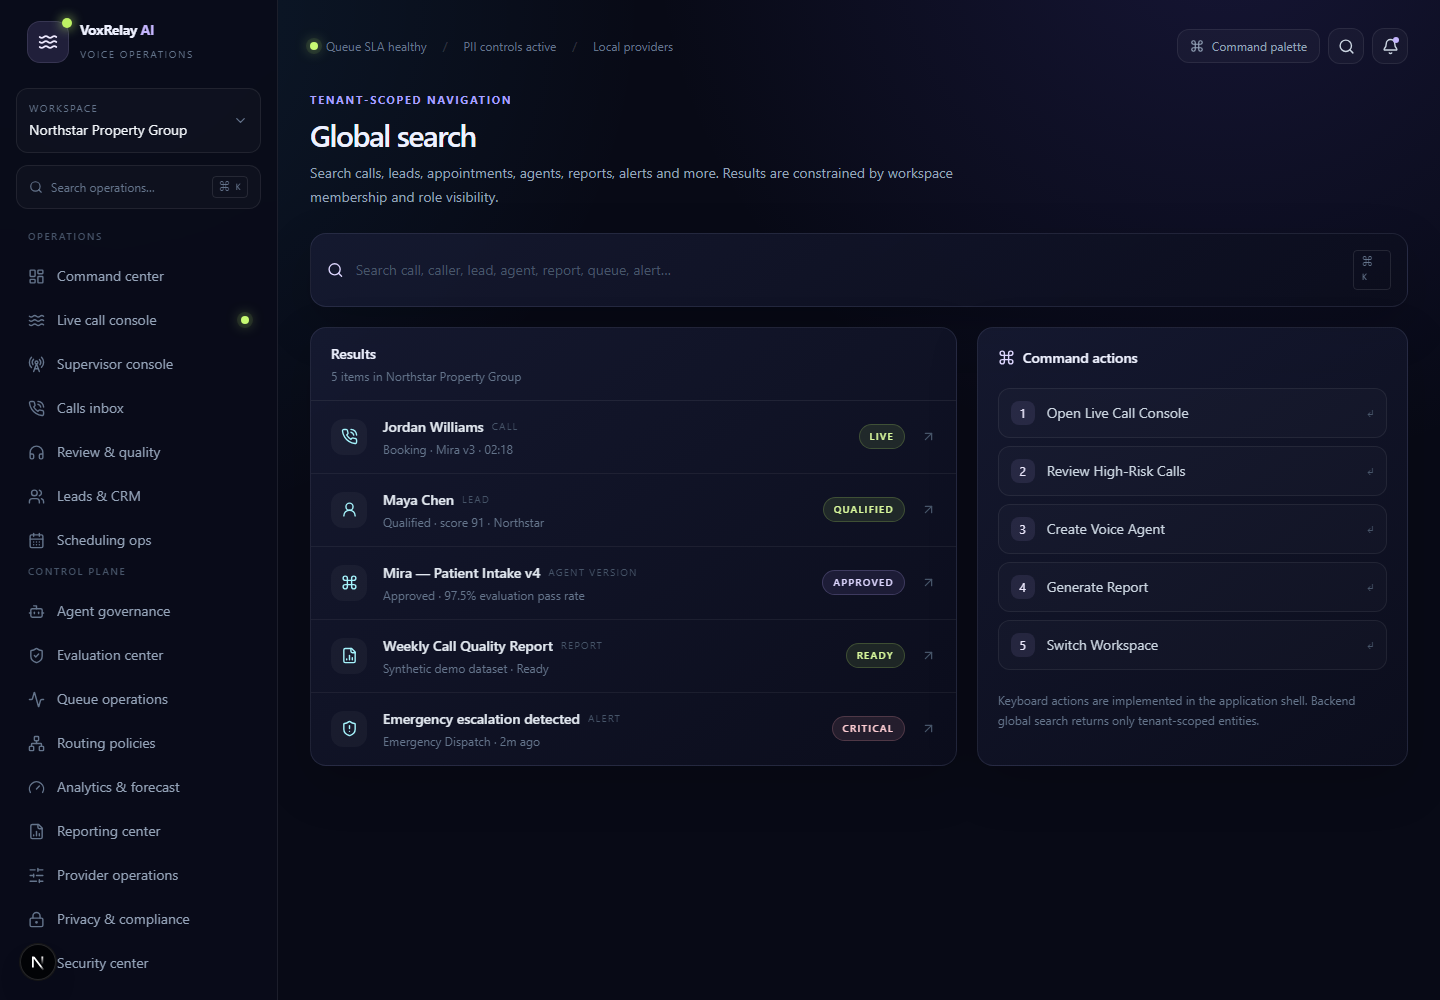 VoxRelay AI
VOICE OPERATIONS
WORKSPACE
Northstar Property Group
Search operations...
⌘ K
OPERATIONS
Command center
Live call console
Supervisor console
Calls inbox
Review & quality
Leads & CRM
Scheduling ops
CONTROL PLANE
Agent governance
Evaluation center
Queue operations
Routing policies
Analytics & forecast
Reporting center
Provider operations
Privacy & compliance
N
Security center
Queue SLA healthy / PII controls active / Local providers
⌘ Command palette
TENANT-SCOPED NAVIGATION
Global search
Search calls, leads, appointments, agents, reports, alerts and more. Results are constrained by workspace
membership and role visibility.
Search call, caller, lead, agent, report, queue, alert...
⌘
K
Results
5 items in Northstar Property Group
Jordan Williams CALL
Booking · Mira v3 · 02:18
LIVE
Maya Chen LEAD
Qualified · score 91 · Northstar
QUALIFIED
Mira — Patient Intake v4 AGENT VERSION
Approved · 97.5% evaluation pass rate
APPROVED
Weekly Call Quality Report REPORT
Synthetic demo dataset · Ready
READY
Emergency escalation detected ALERT
Emergency Dispatch · 2m ago
CRITICAL
⌘ Command actions
1 Open Live Call Console ↵
2 Review High-Risk Calls ↵
3 Create Voice Agent ↵
4 Generate Report ↵
5 Switch Workspace ↵
Keyboard actions are implemented in the application shell. Backend
global search returns only tenant-scoped entities.